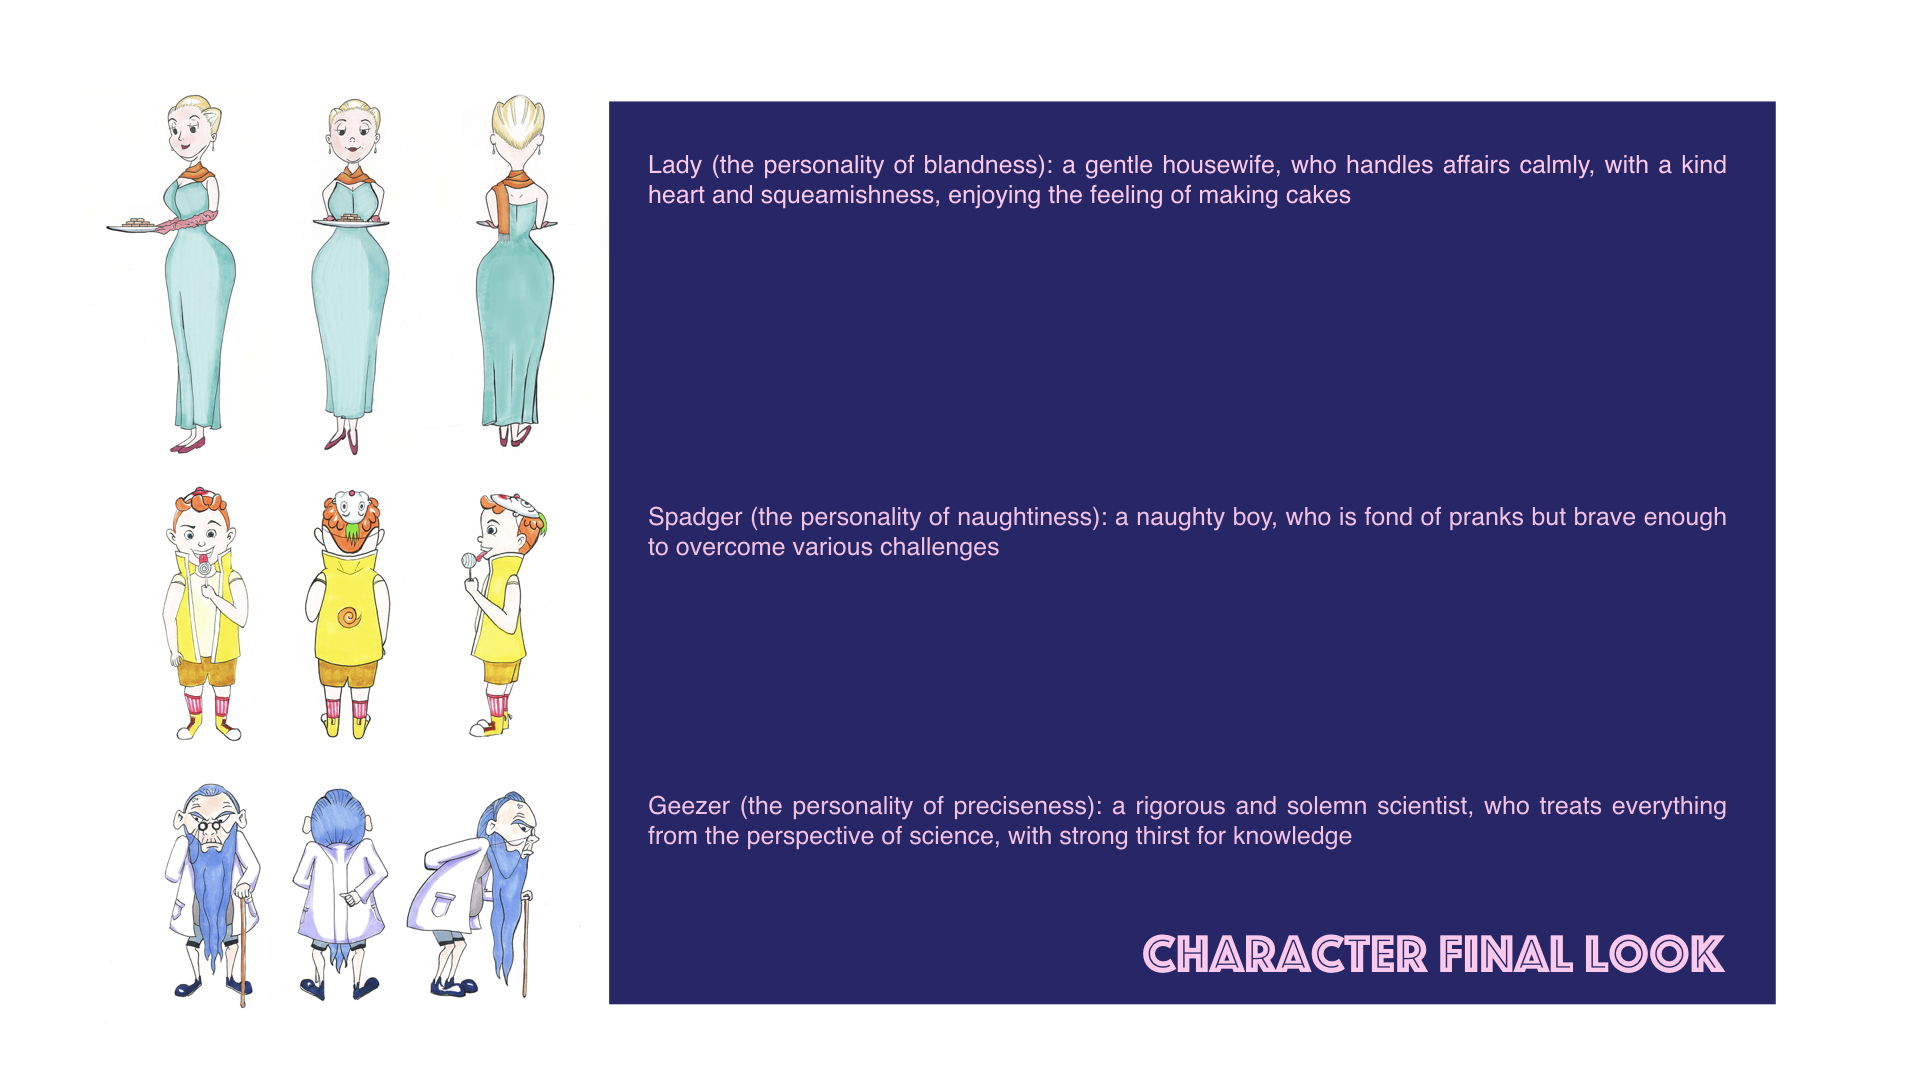 Lady (the personality of blandness): a gentle housewife, who handles affairs calmly, with a kind
heart and squeamishness, enjoying the feeling of making cakes
Spadger (the personality of naughtiness): a naughty boy, who is fond of pranks but brave enough
to overcome various challenges
Geezer (the personality of preciseness): a rigorous and solemn scientist, who treats everything
from the perspective of science, with strong thirst for knowledge
CHARACTER FINAL LOOK